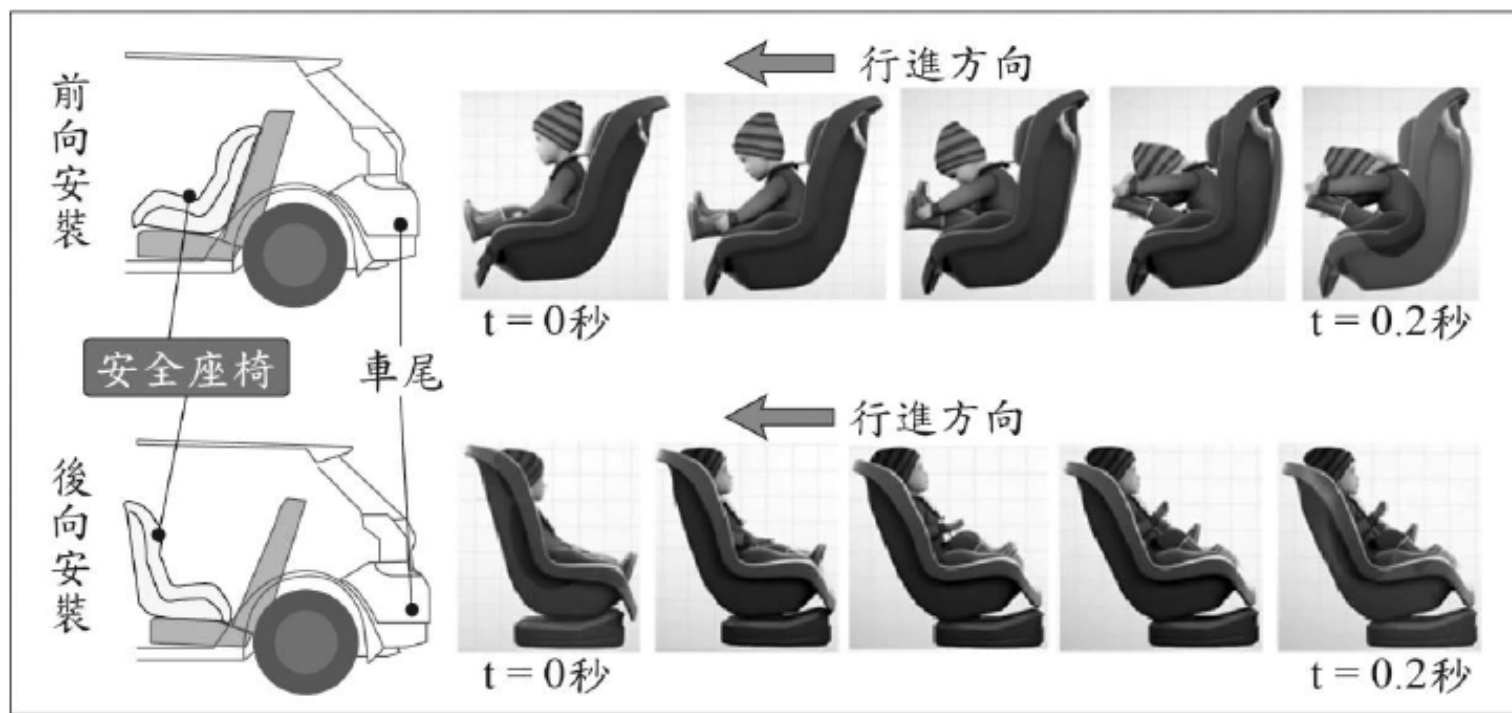 前向安裝
行進方向
t = 0秒
t = 0.2秒
安全座椅
車尾
後向安裝
行進方向
t = 0秒
t = 0.2秒